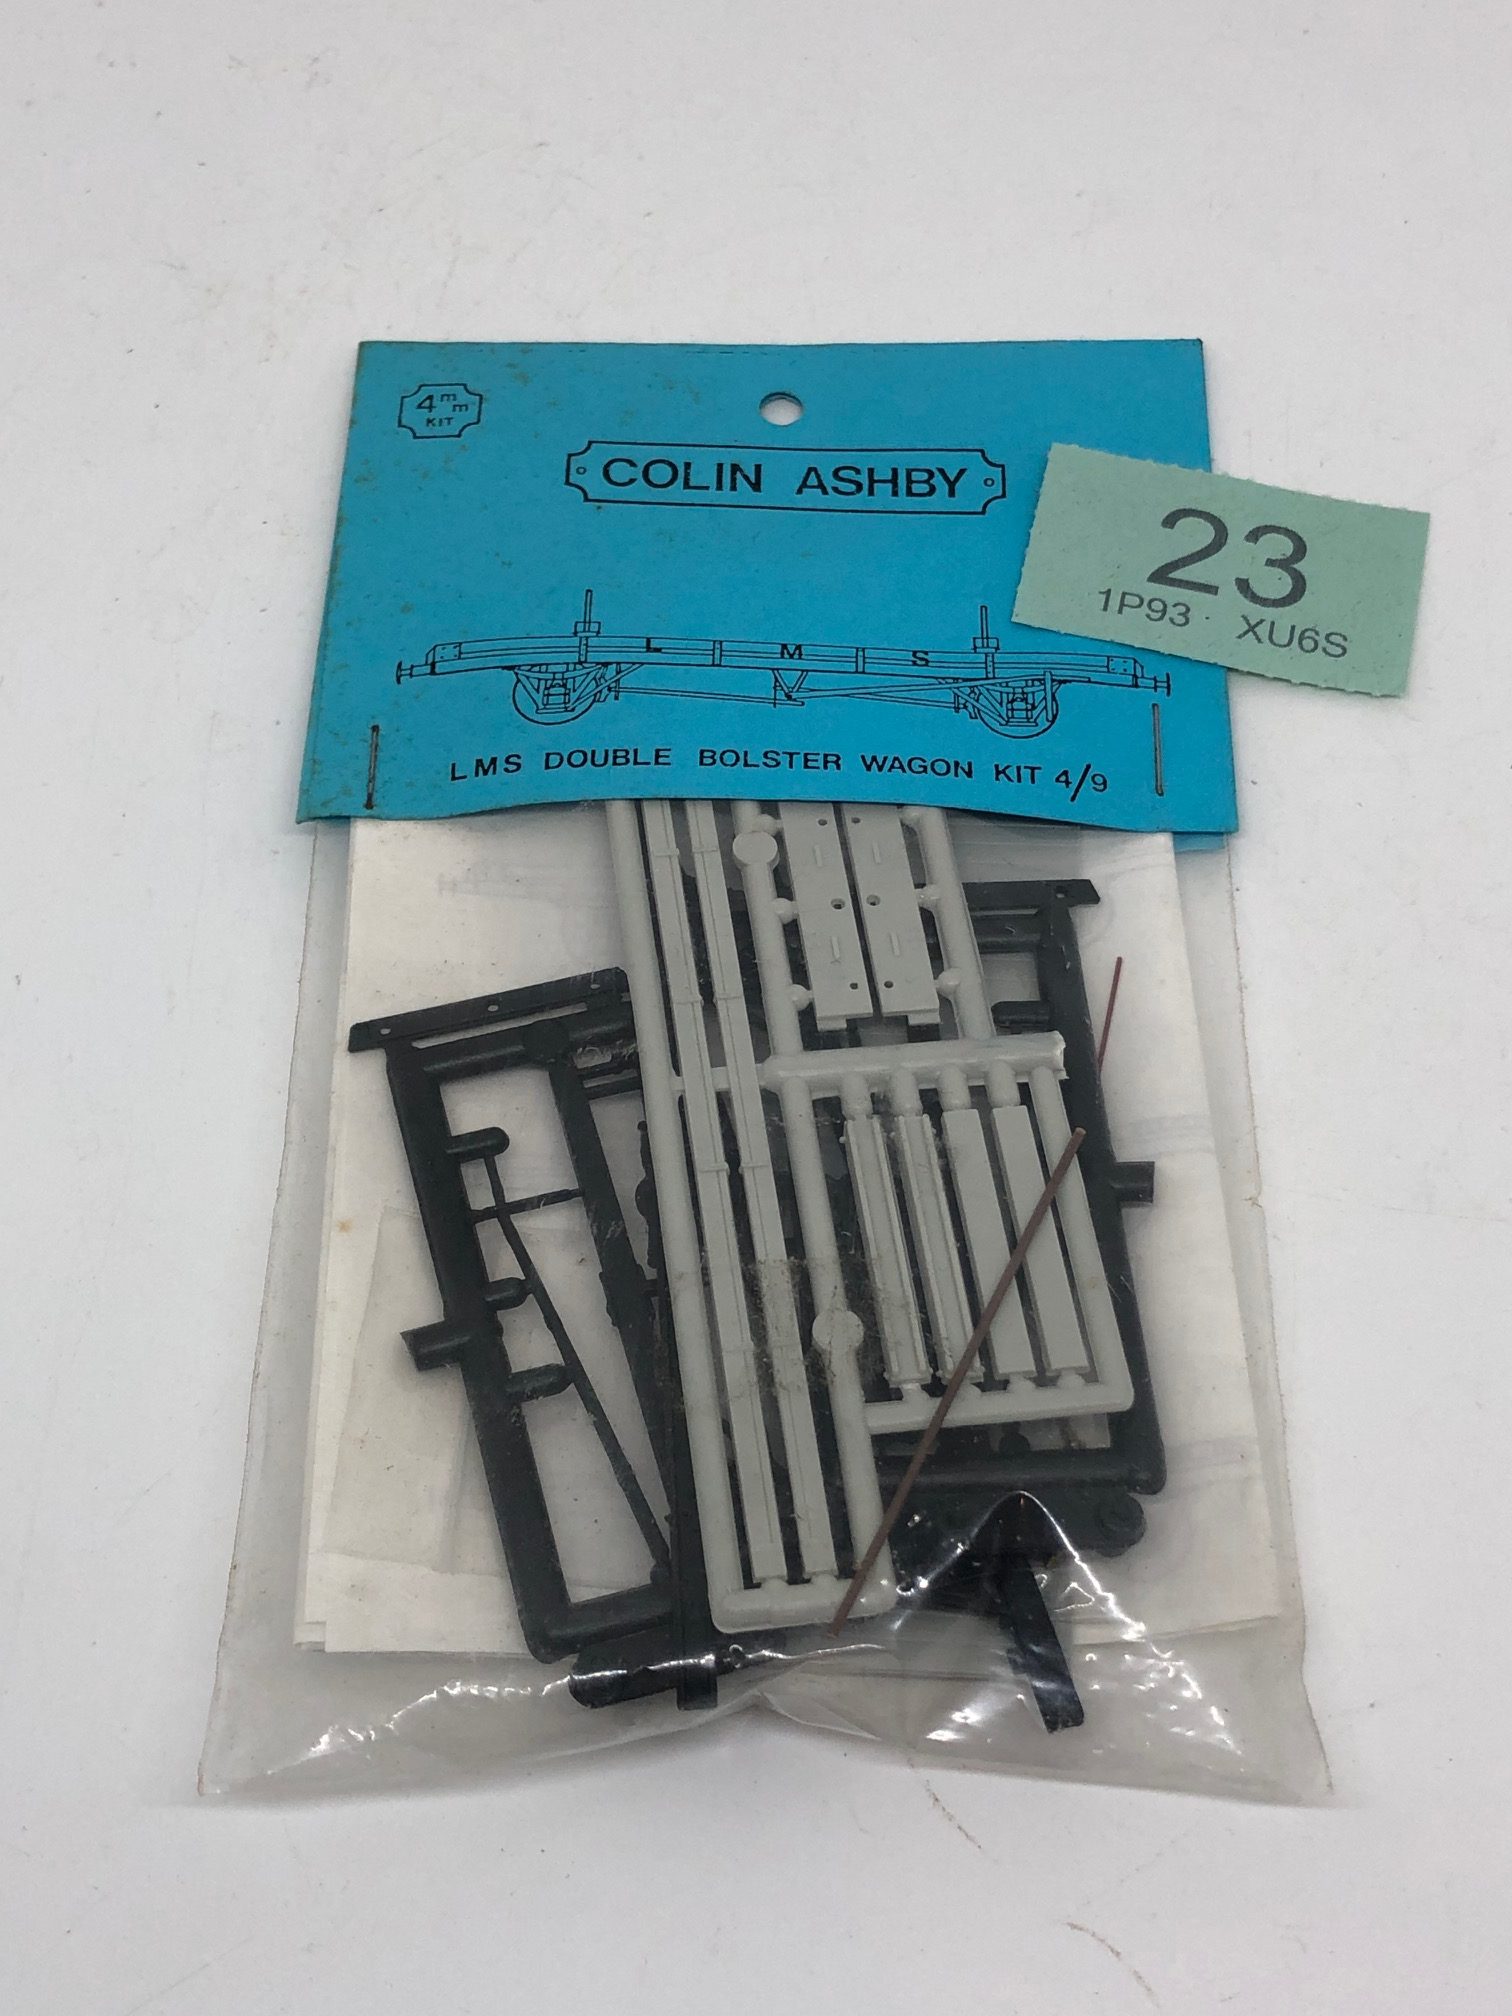 4mm
KIT
COLIN ASHBY
23
1P93 XU6S
L M S
LMS DOUBLE BOLSTER WAGON KIT 4/9